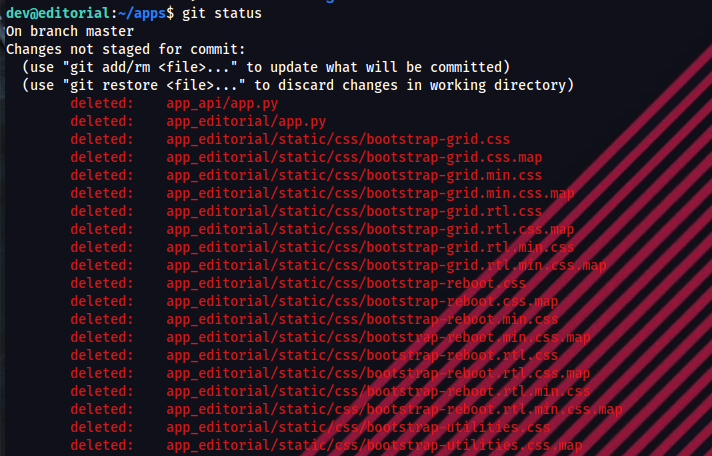 dev@editorial:~/apps$ git status
On branch master
Changes not staged for commit:
  (use "git add/rm <file>..." to update what will be committed)
  (use "git restore <file>..." to discard changes in working directory)
        deleted:    app_api/app.py
        deleted:    app_editorial/app.py
        deleted:    app_editorial/static/css/bootstrap-grid.css
        deleted:    app_editorial/static/css/bootstrap-grid.css.map
        deleted:    app_editorial/static/css/bootstrap-grid.min.css
        deleted:    app_editorial/static/css/bootstrap-grid.min.css.map
        deleted:    app_editorial/static/css/bootstrap-grid.rtl.css
        deleted:    app_editorial/static/css/bootstrap-grid.rtl.css.map
        deleted:    app_editorial/static/css/bootstrap-grid.rtl.min.css
        deleted:    app_editorial/static/css/bootstrap-grid.rtl.min.css.map
        deleted:    app_editorial/static/css/bootstrap-reboot.css
        deleted:    app_editorial/static/css/bootstrap-reboot.css.map
        deleted:    app_editorial/static/css/bootstrap-reboot.min.css
        deleted:    app_editorial/static/css/bootstrap-reboot.min.css.map
        deleted:    app_editorial/static/css/bootstrap-reboot.rtl.css
        deleted:    app_editorial/static/css/bootstrap-reboot.rtl.css.map
        deleted:    app_editorial/static/css/bootstrap-reboot.rtl.min.css
        deleted:    app_editorial/static/css/bootstrap-reboot.rtl.min.css.map
        deleted:    app_editorial/static/css/bootstrap-utilities.css
        deleted:    app_editorial/static/css/bootstrap-utilities.css.map